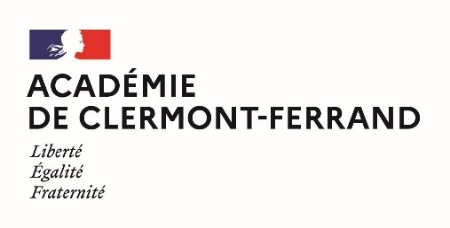 ACADÉMIE
DE CLERMONT-FERRAND
Liberté
Égalité
Fraternité